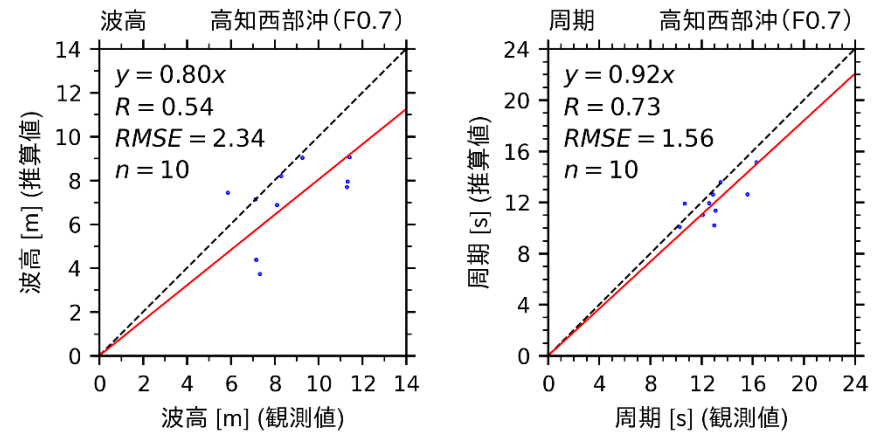 波高 高知西部沖(F0.7)
y = 0.80x
R = 0.54
RMSE = 2.34
n = 10
14
12
10
8
6
4
2
0
0 2 4 6 8 10 12 14
波高 [m] (推算値)
波高 [m] (観測値)
周期 高知西部沖(F0.7)
y = 0.92x
R = 0.73
RMSE = 1.56
n = 10
24
20
16
12
8
4
0
0 4 8 12 16 20 24
周期 [s] (推算値)
周期 [s] (観測値)